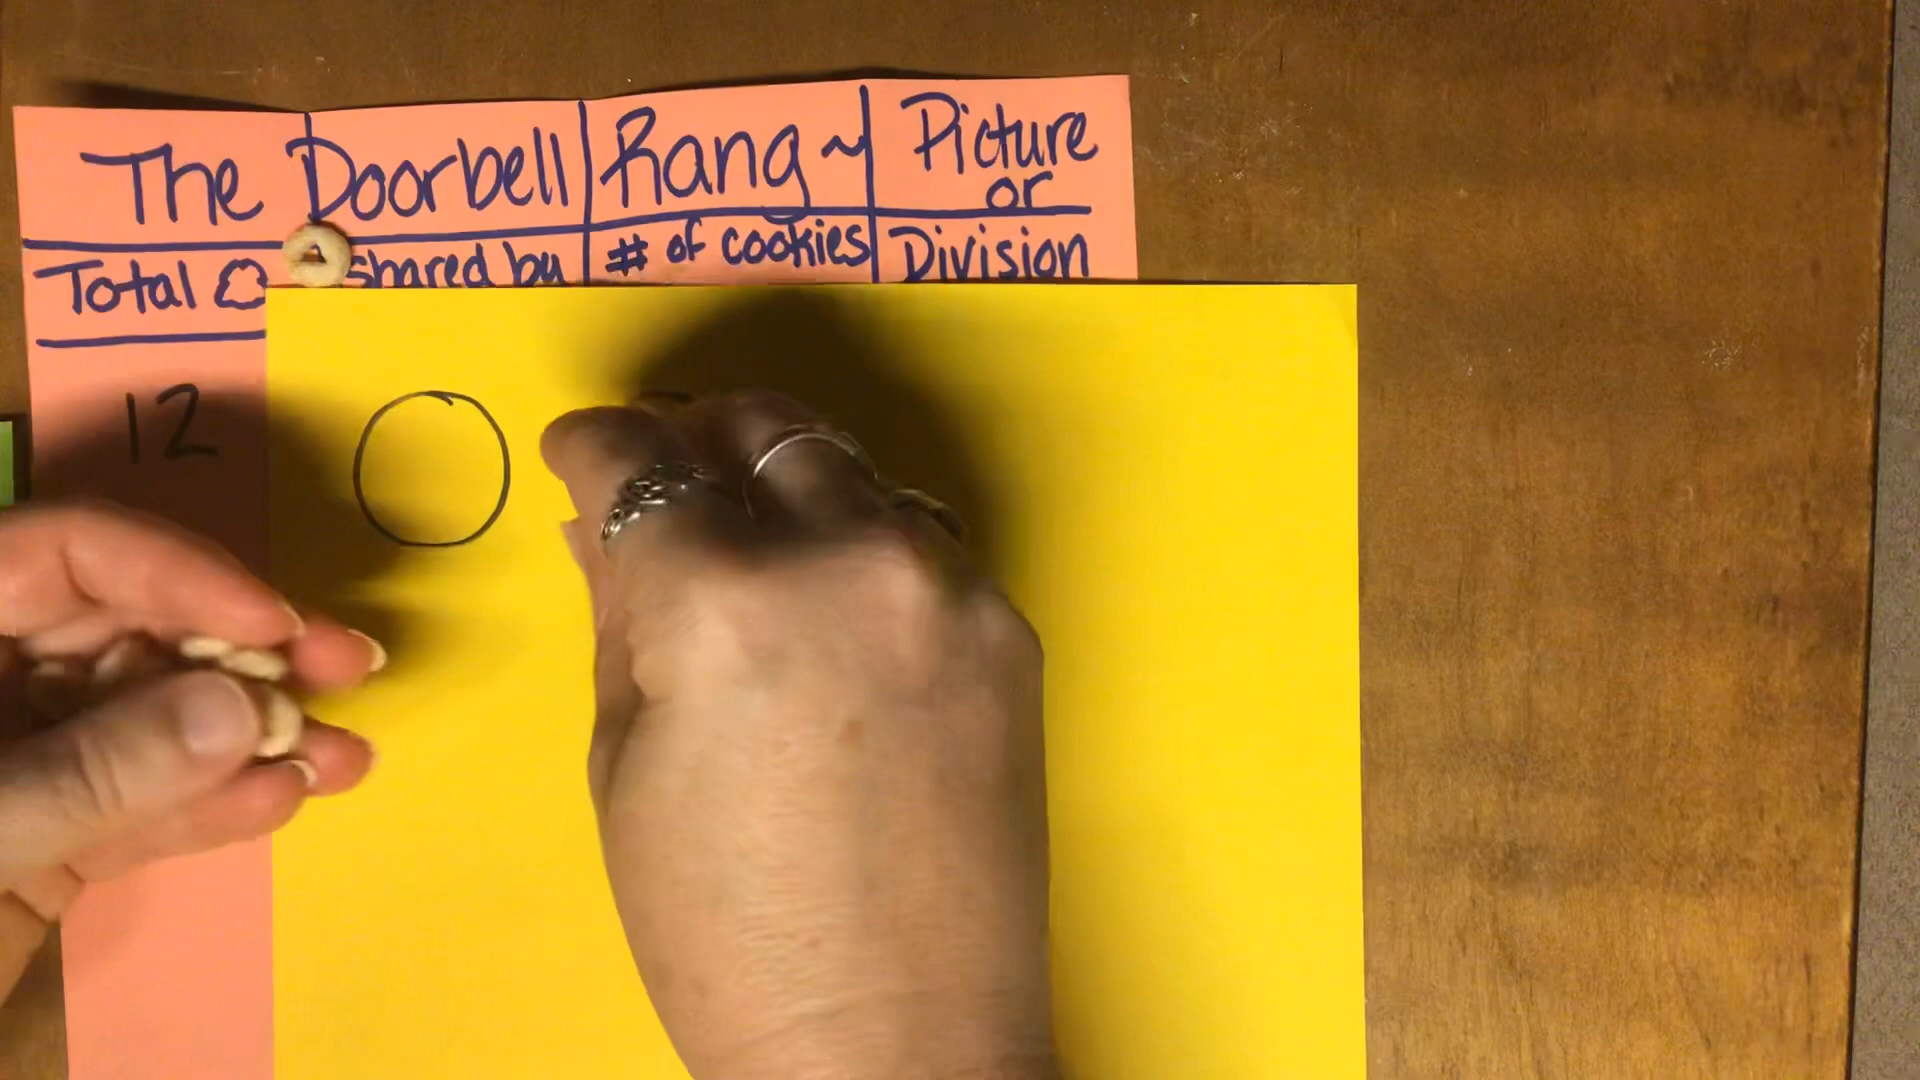 The Doorbell Rang ~ Picture
or
Total shared by # of cookies Division
12